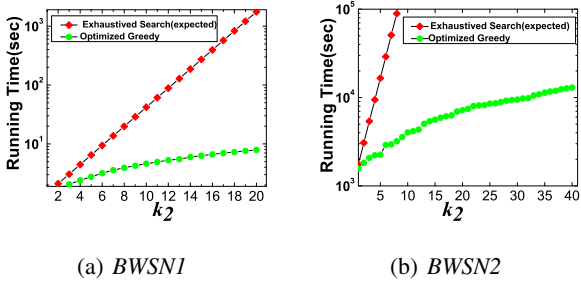 Exhaustived Search(expected)
Optimized Greedy
Running Time(sec)
10^3
10^2
10^1
2 4 6 8 10 12 14 16 18 20
k_2
(a) BWSN1
Exhaustived Search(expected)
Optimized Greedy
Running Time(sec)
10^5
10^4
10^3
5 10 15 20 25 30 35 40
k_2
(b) BWSN2